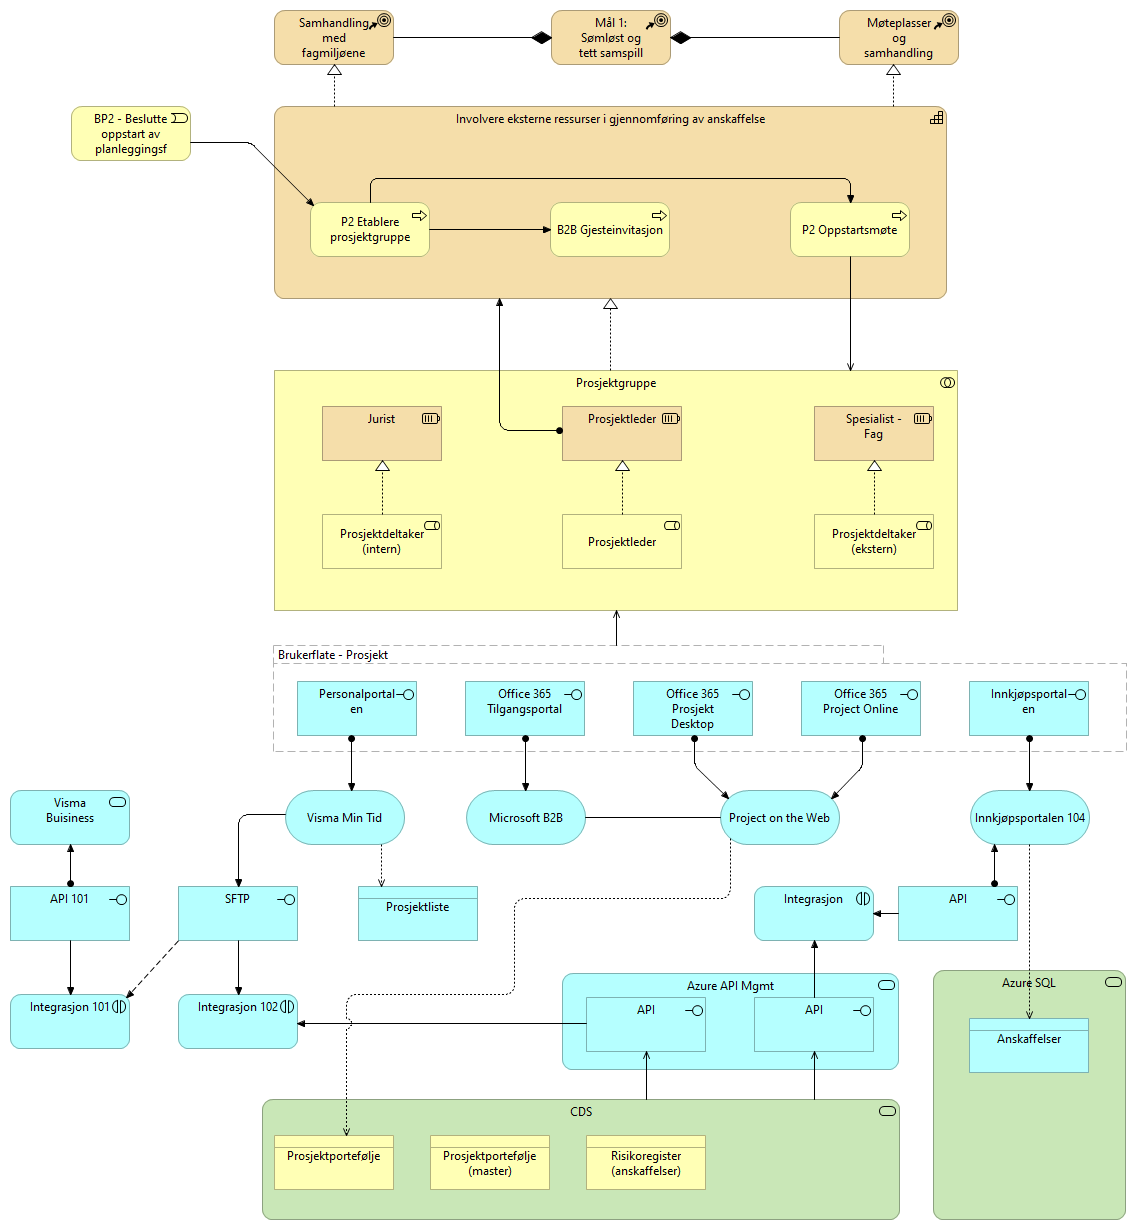 Samhandling
med
fagmiljøene
Mål 1:
Sømløst og
tett samspill
Møteplasser
og
samhandling
BP2 - Beslutte
oppstart av
planleggingsf
Involvere eksterne ressurser i gjennomføring av anskaffelse
P2 Etablere
prosjektgruppe
B2B Gjesteinvitasjon
P2 Oppstartsmøte
Prosjektgruppe
Jurist
Prosjektleder
Spesialist -
Fag
Prosjektdeltaker
(intern)
Prosjektleder
Prosjektdeltaker
(ekstern)
Brukerflate - Prosjekt
Personalportal
en
Office 365
Tilgangsportal
Office 365
Prosjekt
Desktop
Office 365
Project Online
Innkjøpsportal
en
Visma
Buisiness
Visma Min Tid
Microsoft B2B
Project on the Web
Innkjøpsportalen 104
API 101
SFTP
Prosjektliste
Integrasjon
API
Integrasjon 101
Integrasjon 102
Azure API Mgmt
API
API
Azure SQL
Anskaffelser
CDS
Prosjektportefølje
Prosjektportefølje
(master)
Risikoregister
(anskaffelser)